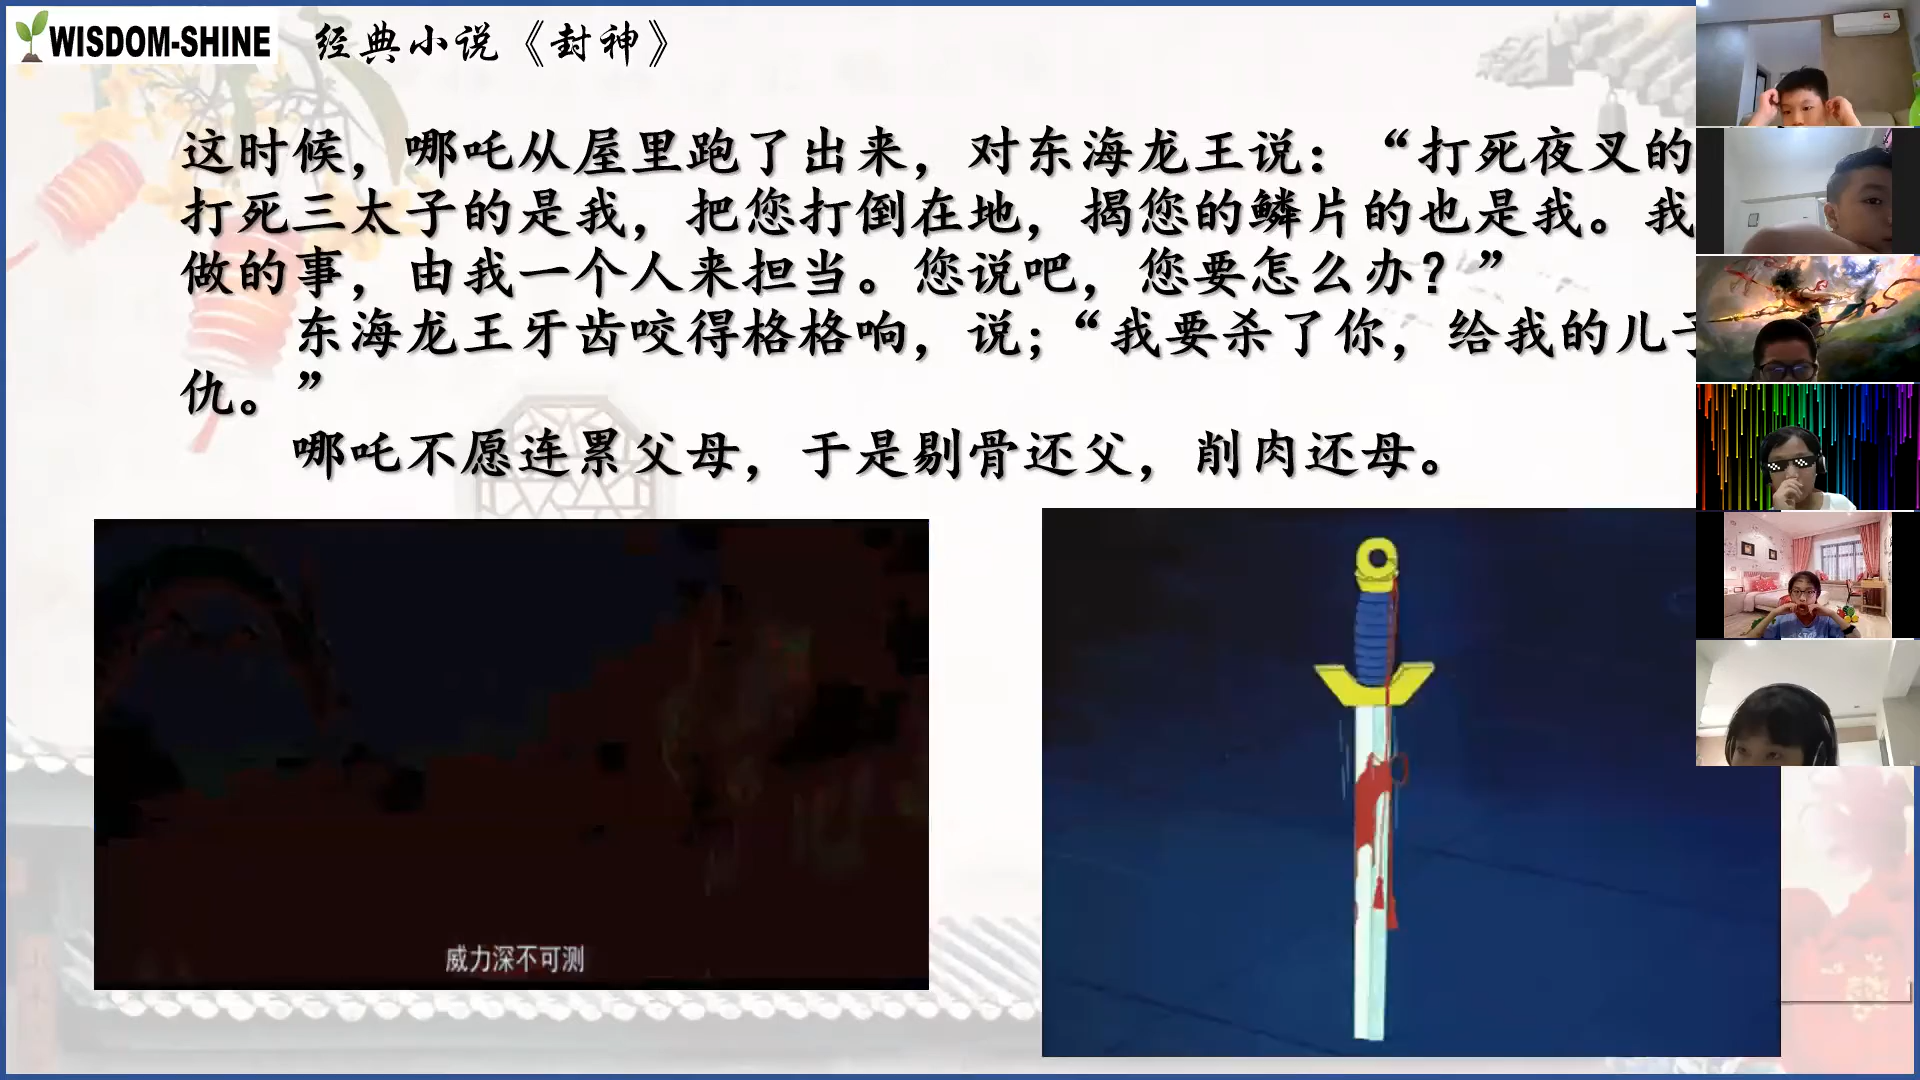 WISDOM-SHINE
经典小说《封神》
这时候，哪吒从屋里跑了出来，对东海龙王说：“打死夜叉的
打死三太子的是我，把您打倒在地，揭您的鳞片的也是我。我
做的事，由我一个人来担当。您说吧，您要怎么办？”
东海龙王牙齿咬得格格响，说；“我要杀了你，给我的儿子
仇。”
哪吒不愿连累父母，于是剔骨还父，削肉还母。
威力深不可测